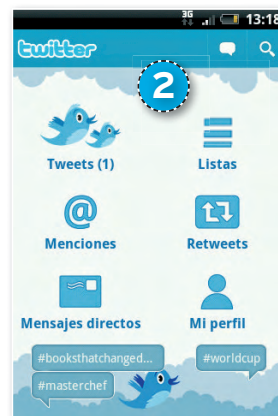 3G 13:18
twitter
2
Tweets (1) Listas
@
Menciones Retweets
Mensajes directos Mi perfil
#booksthatchanged... #worldcup
#masterchef